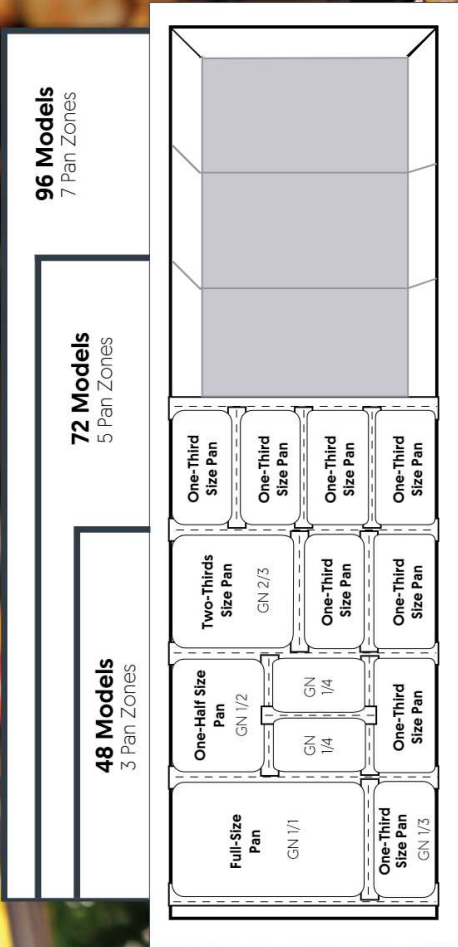 96 Models
7 Pan Zones
72 Models
5 Pan Zones
48 Models
3 Pan Zones
One-Third
Size Pan
One-Third
Size Pan
One-Third
Size Pan
One-Third
Size Pan
Two-Thirds
Size Pan
GN 2/3
One-Third
Size Pan
One-Third
Size Pan
One-Half Size
Pan
GN 1/2
GN
1/4
GN
1/4
One-Third
Size Pan
Full-Size
Pan
GN 1/1
One-Third
Size Pan
GN 1/3